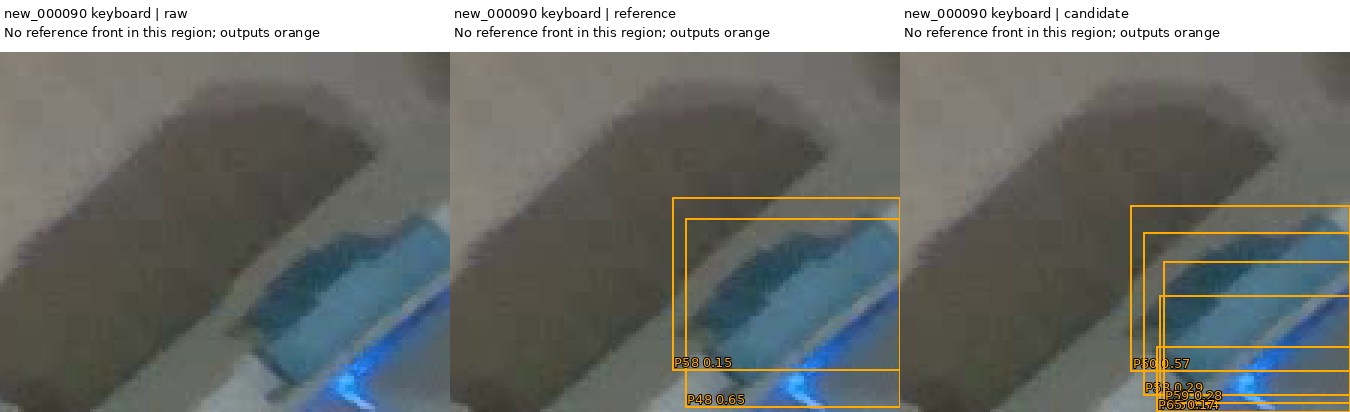 new_000090 keyboard | raw
No reference front in this region; outputs orange
new_000090 keyboard | reference
No reference front in this region; outputs orange
new_000090 keyboard | candidate
No reference front in this region; outputs orange
P58 0.15
P48 0.65
P50 0.57
P59 0.28